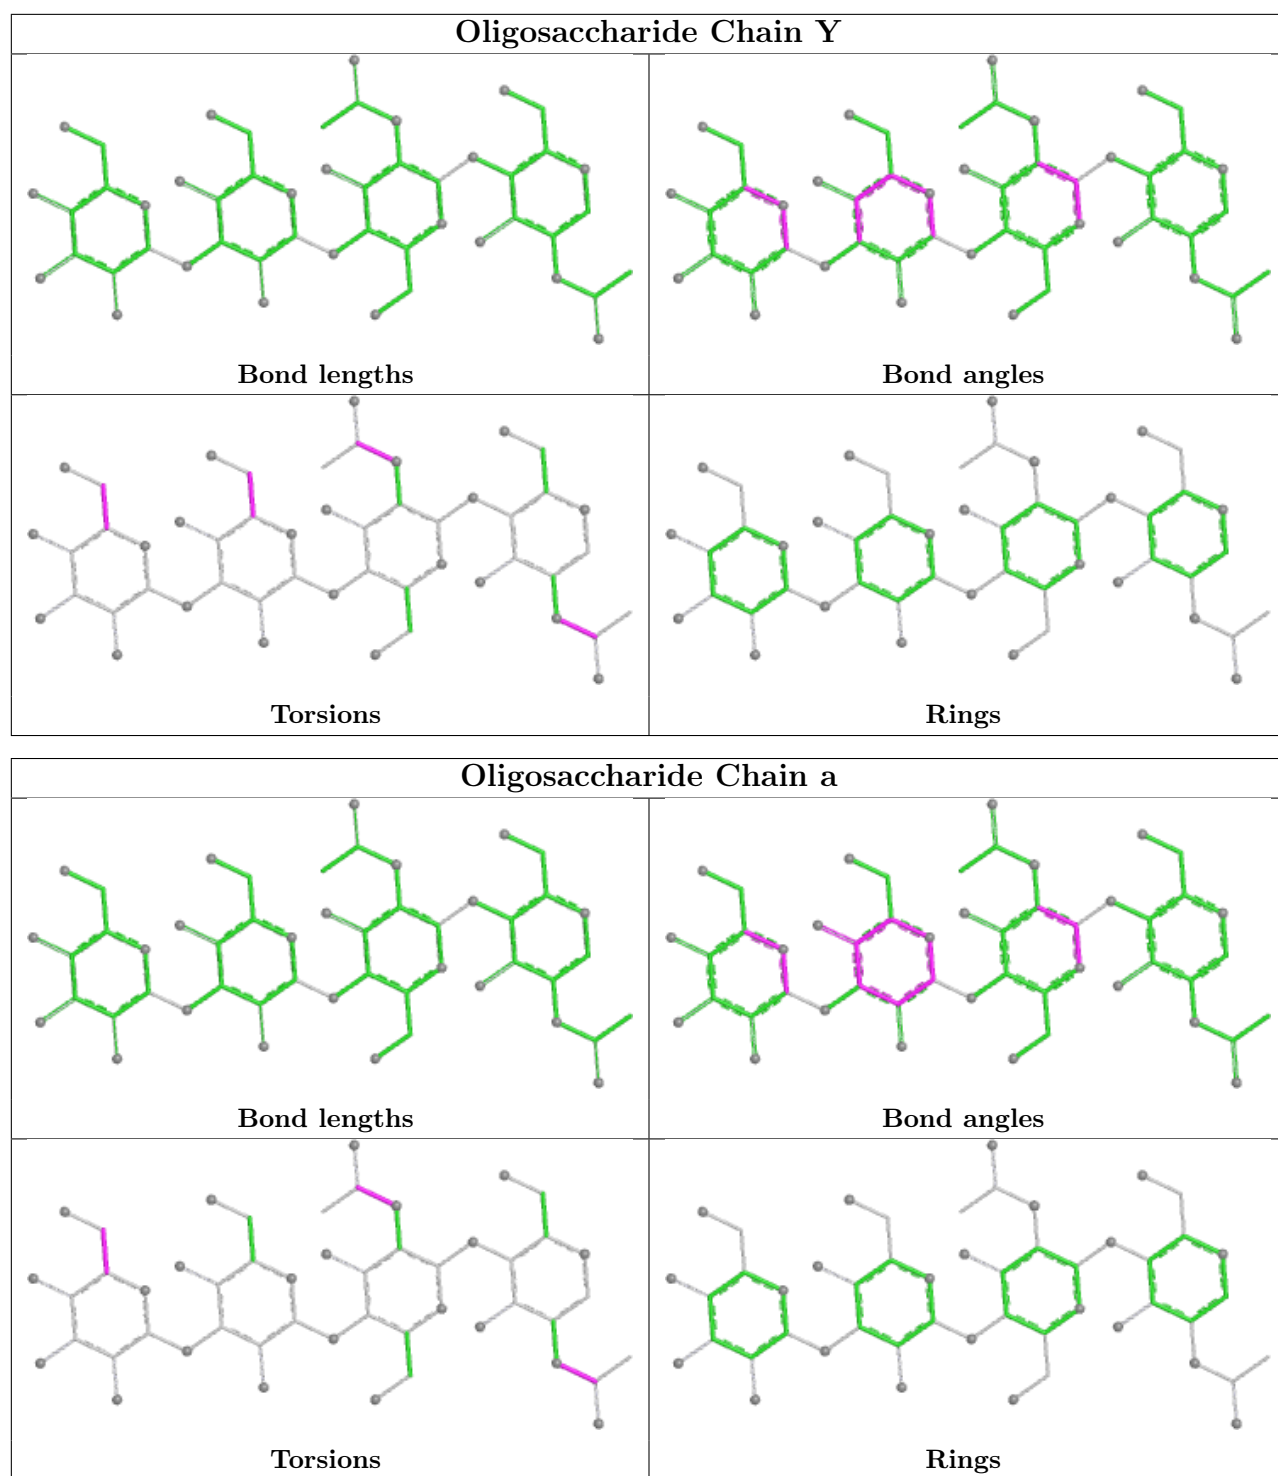 Oligosaccharide Chain Y
Bond lengths
Bond angles
Torsions
Rings
Oligosaccharide Chain a
Bond lengths
Bond angles
Torsions
Rings